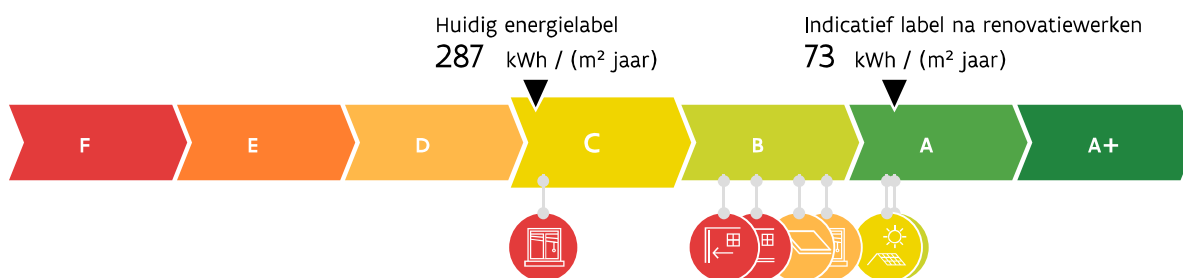 Huidig energielabel
287 kWh / (m² jaar)
Indicatief label na renovatiewerken
73 kWh / (m² jaar)
F E D C B A A+